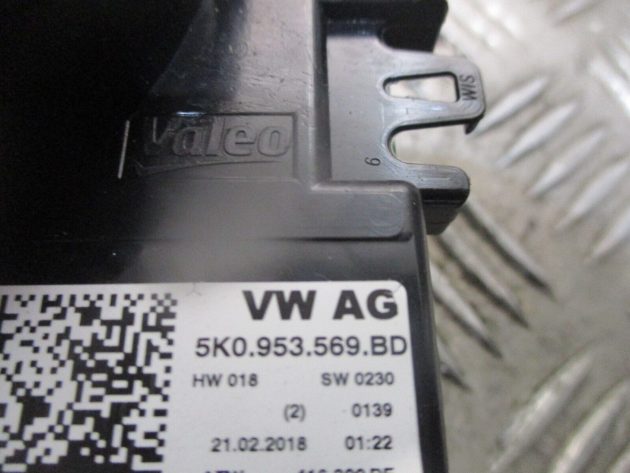 Valeo
WIS
6
VW AG
5K0.953.569.BD
HW 018 SW 0230
(2) 0139
21.02.2018 01:22